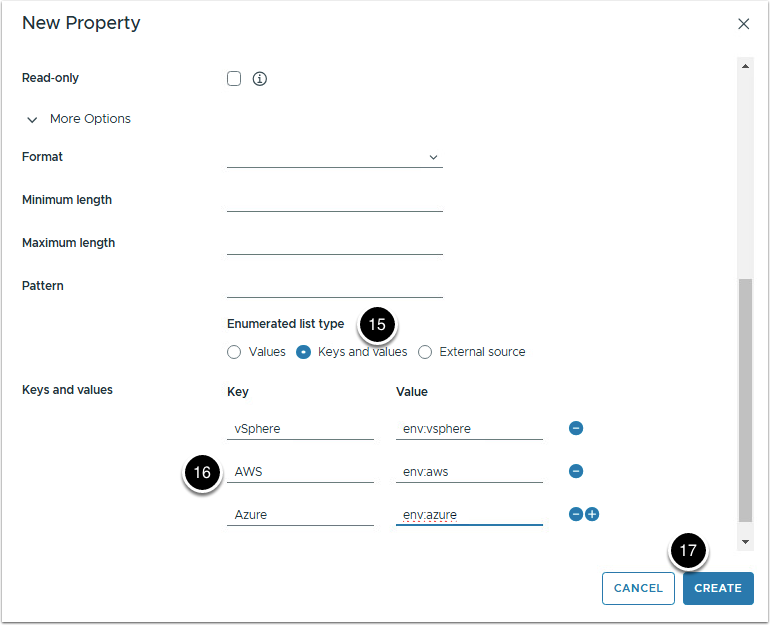 New Property
Read-only
More Options
Format
Minimum length
Maximum length
Pattern
Enumerated list type 15
Values Keys and values External source
Keys and values Key Value
vSphere env:vsphere
16 AWS env:aws
Azure env:azure
17
CANCEL CREATE